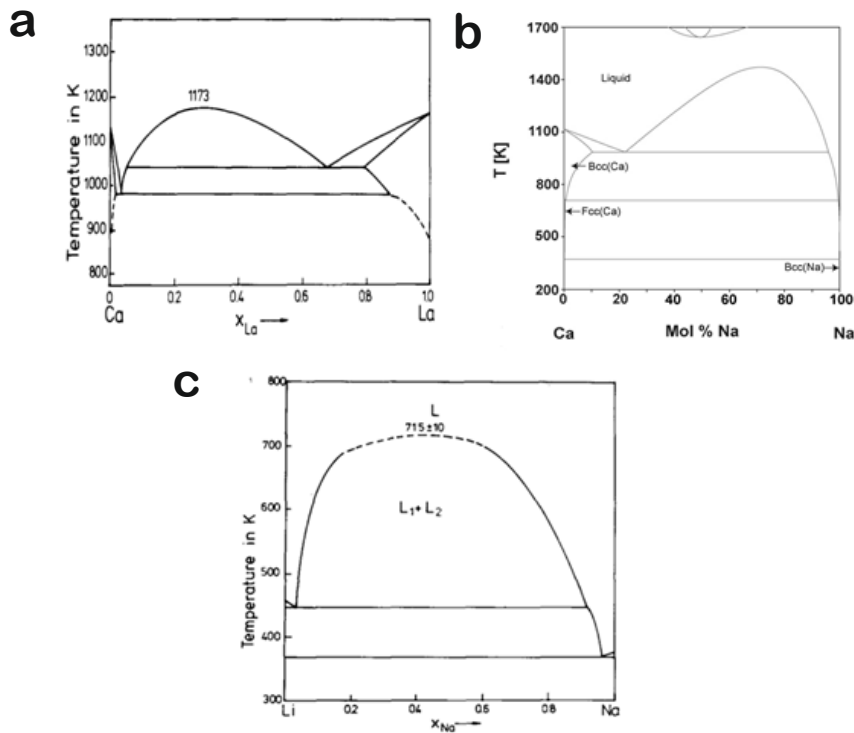 a
Temperature in K
1300
1200
1100
1000
900
800
1173
0
0.2
0.4
0.6
0.8
1.0
Ca
x La
La
b
T [K]
1700
1400
1100
800
500
200
Liquid
Bcc(Ca)
Fcc(Ca)
Bcc(Na)
0
20
40
60
80
100
Ca
Mol % Na
Na
c
Temperature in K
800
700
600
500
400
300
L
715±10
L1+L2
Li
0.2
0.4
0.6
0.8
Na
xNa